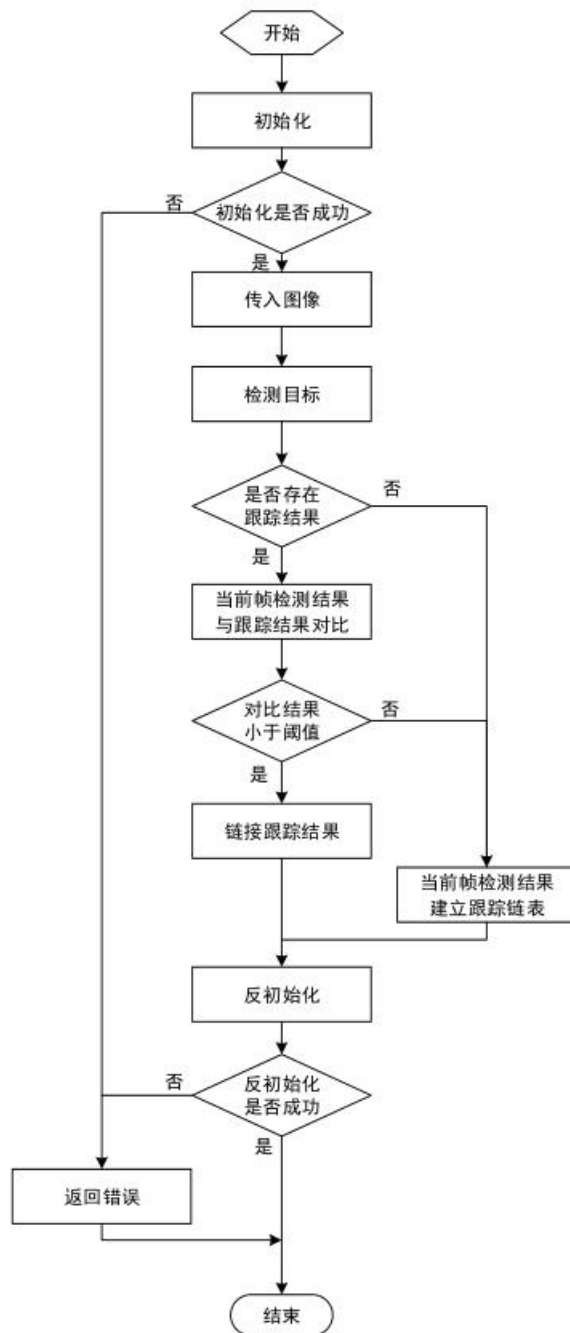 开始
初始化
否
初始化是否成功
是
传入图像
检测目标
是否存在
跟踪结果
否
是
当前帧检测结果
与跟踪结果对比
对比结果
小于阈值
否
是
链接跟踪结果
当前帧检测结果
建立跟踪链表
反初始化
否
反初始化
是否成功
是
返回错误
结束